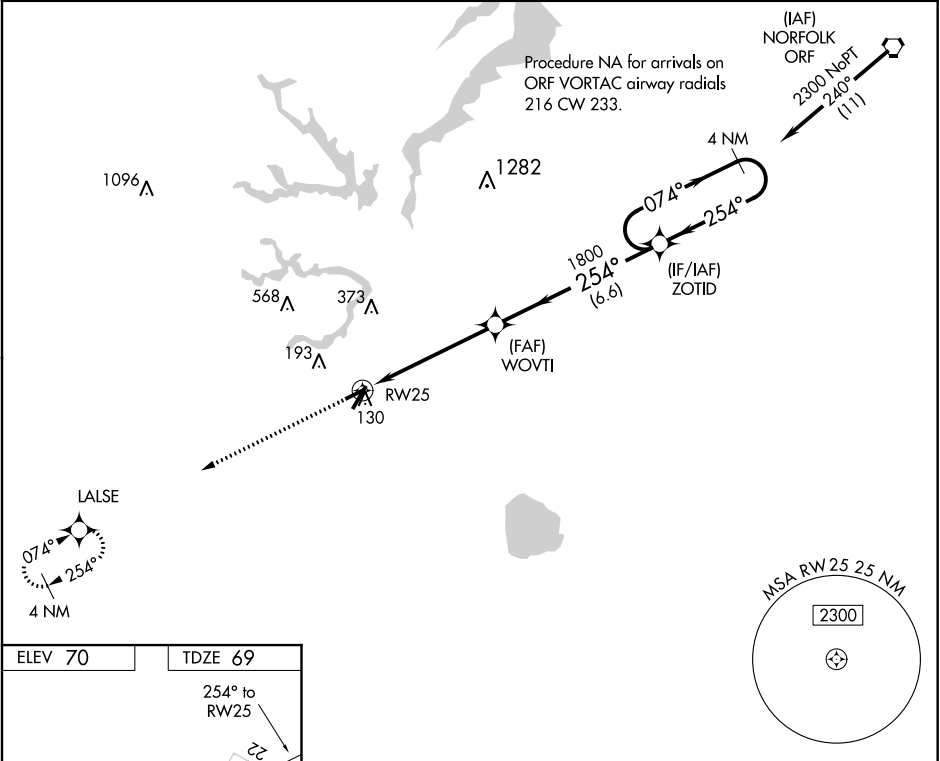 (IAF)
NORFOLK
ORF
Procedure NA for arrivals on
ORF VORTAC airway radials
216 CW 233.
2300 NoPT
240°
(11)
4 NM
1096
1282
074°
254°
(IF/IAF)
ZOTID
1800
254°
(6.6)
568
373
193
(FAF)
WOVTI
RW25
130
LALSE
074°
254°
4 NM
MSA RW 25 25 NM
2300
ELEV 70
TDZE 69
254° to
RW25
22